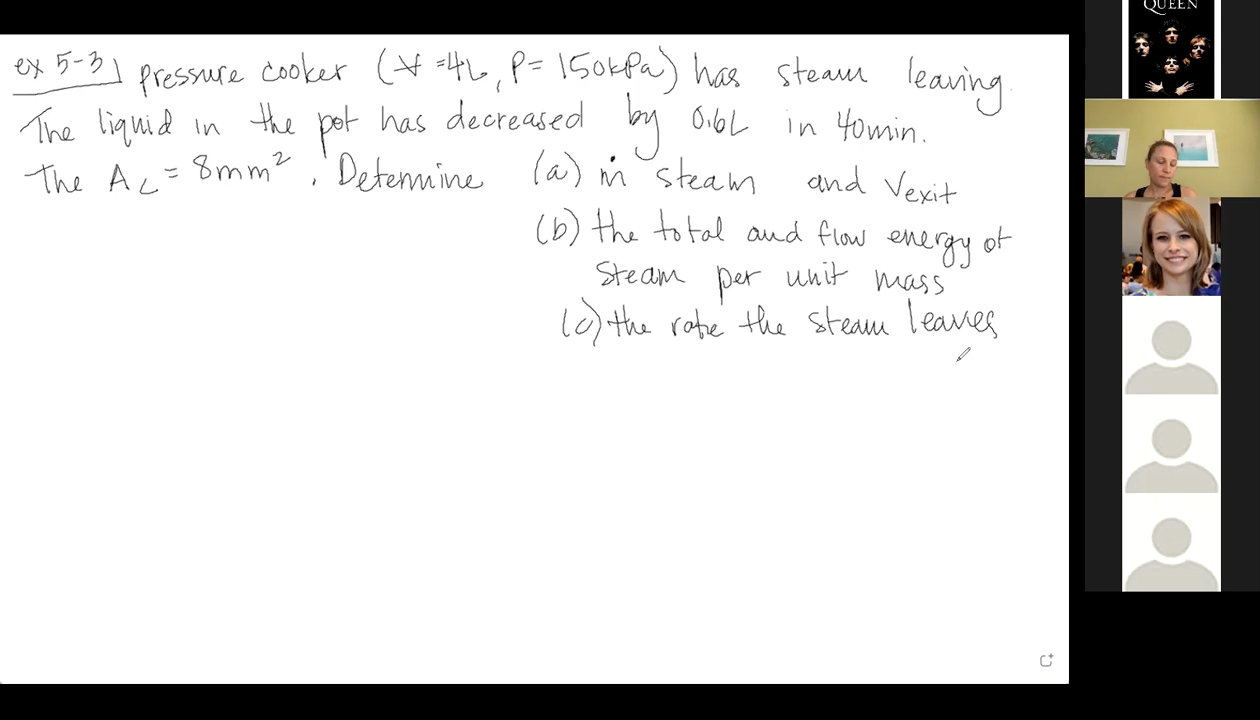 QUEEN
ex 5-3) pressure cooker (V = 4L, P = 150kPa) has steam leaving.
The liquid in the pot has decreased by 0.6L in 40min.
The Ac = 8mm². Determine (a) ṁ steam and Vexit
(b) the total and flow energy of
steam per unit mass
(c) the rate the steam leaves